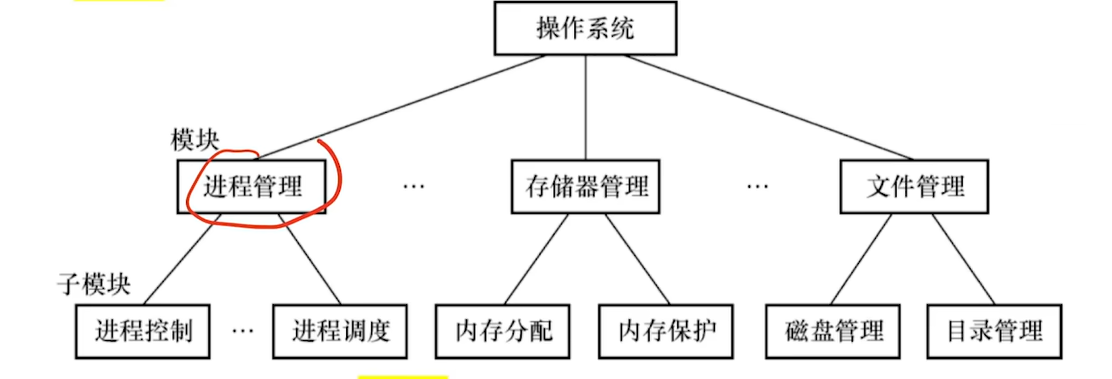 操作系统
模块
进程管理 … 存储器管理 … 文件管理
子模块
进程控制 … 进程调度 内存分配 内存保护 磁盘管理 目录管理